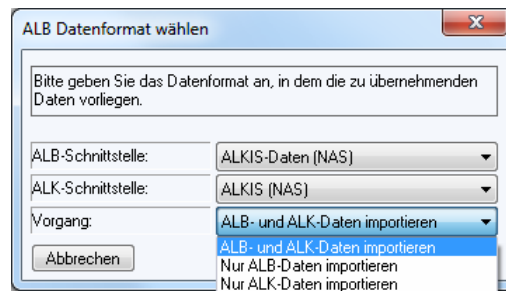 ALB Datenformat wählen
Bitte geben Sie das Datenformat an, in dem die zu übernehmenden
Daten vorliegen.
ALB-Schnittstelle: ALKIS-Daten (NAS)
ALK-Schnittstelle: ALKIS (NAS)
Vorgang: ALB- und ALK-Daten importieren
ALB- und ALK-Daten importieren
Abbrechen
Nur ALB-Daten importieren
Nur ALK-Daten importieren